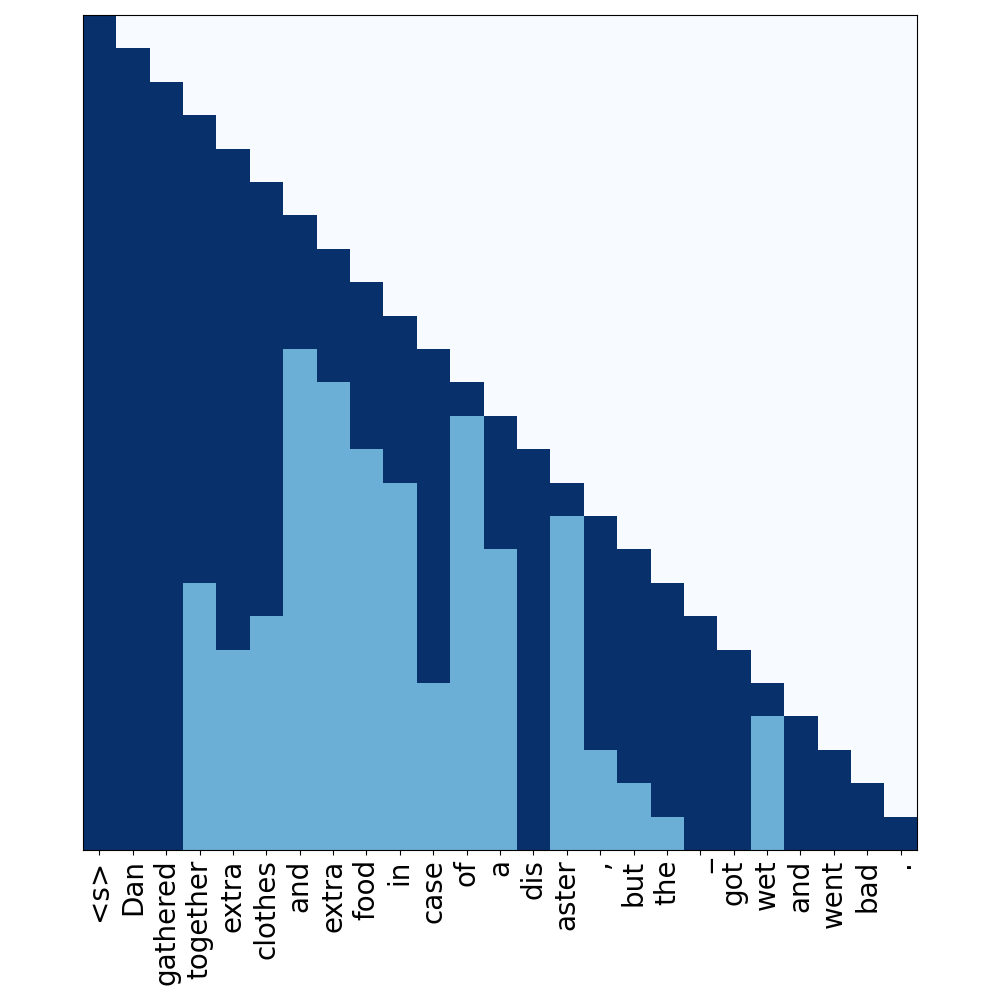 <s>
Dan
gathered
together
extra
clothes
and
extra
food
in
case
of
a
dis
aster
,
but
the
_
got
wet
and
went
bad
.